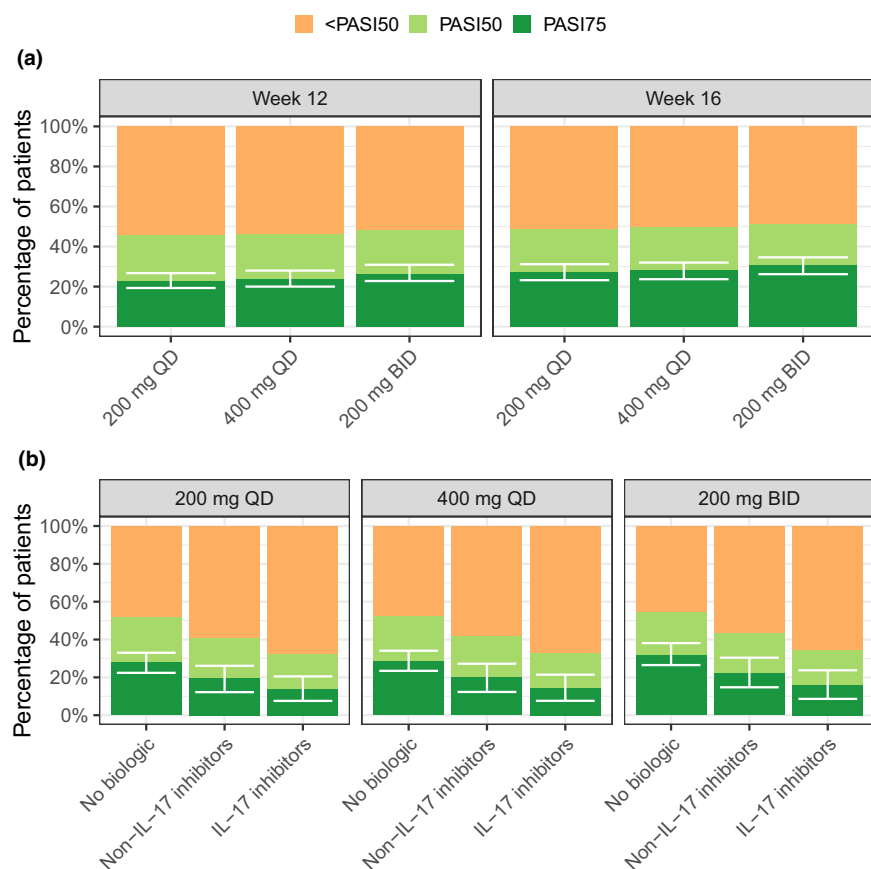 <PASI50 PASI50 PASI75
(a)
Week 12 Week 16
Percentage of patients
100%
80%
60%
40%
20%
0%
200 mg QD 400 mg QD 200 mg BID 200 mg QD 400 mg QD 200 mg BID
(b)
200 mg QD 400 mg QD 200 mg BID
Percentage of patients
100%
80%
60%
40%
20%
0%
No biologic Non−IL−17 inhibitors IL−17 inhibitors No biologic Non−IL−17 inhibitors IL−17 inhibitors No biologic Non−IL−17 inhibitors IL−17 inhibitors